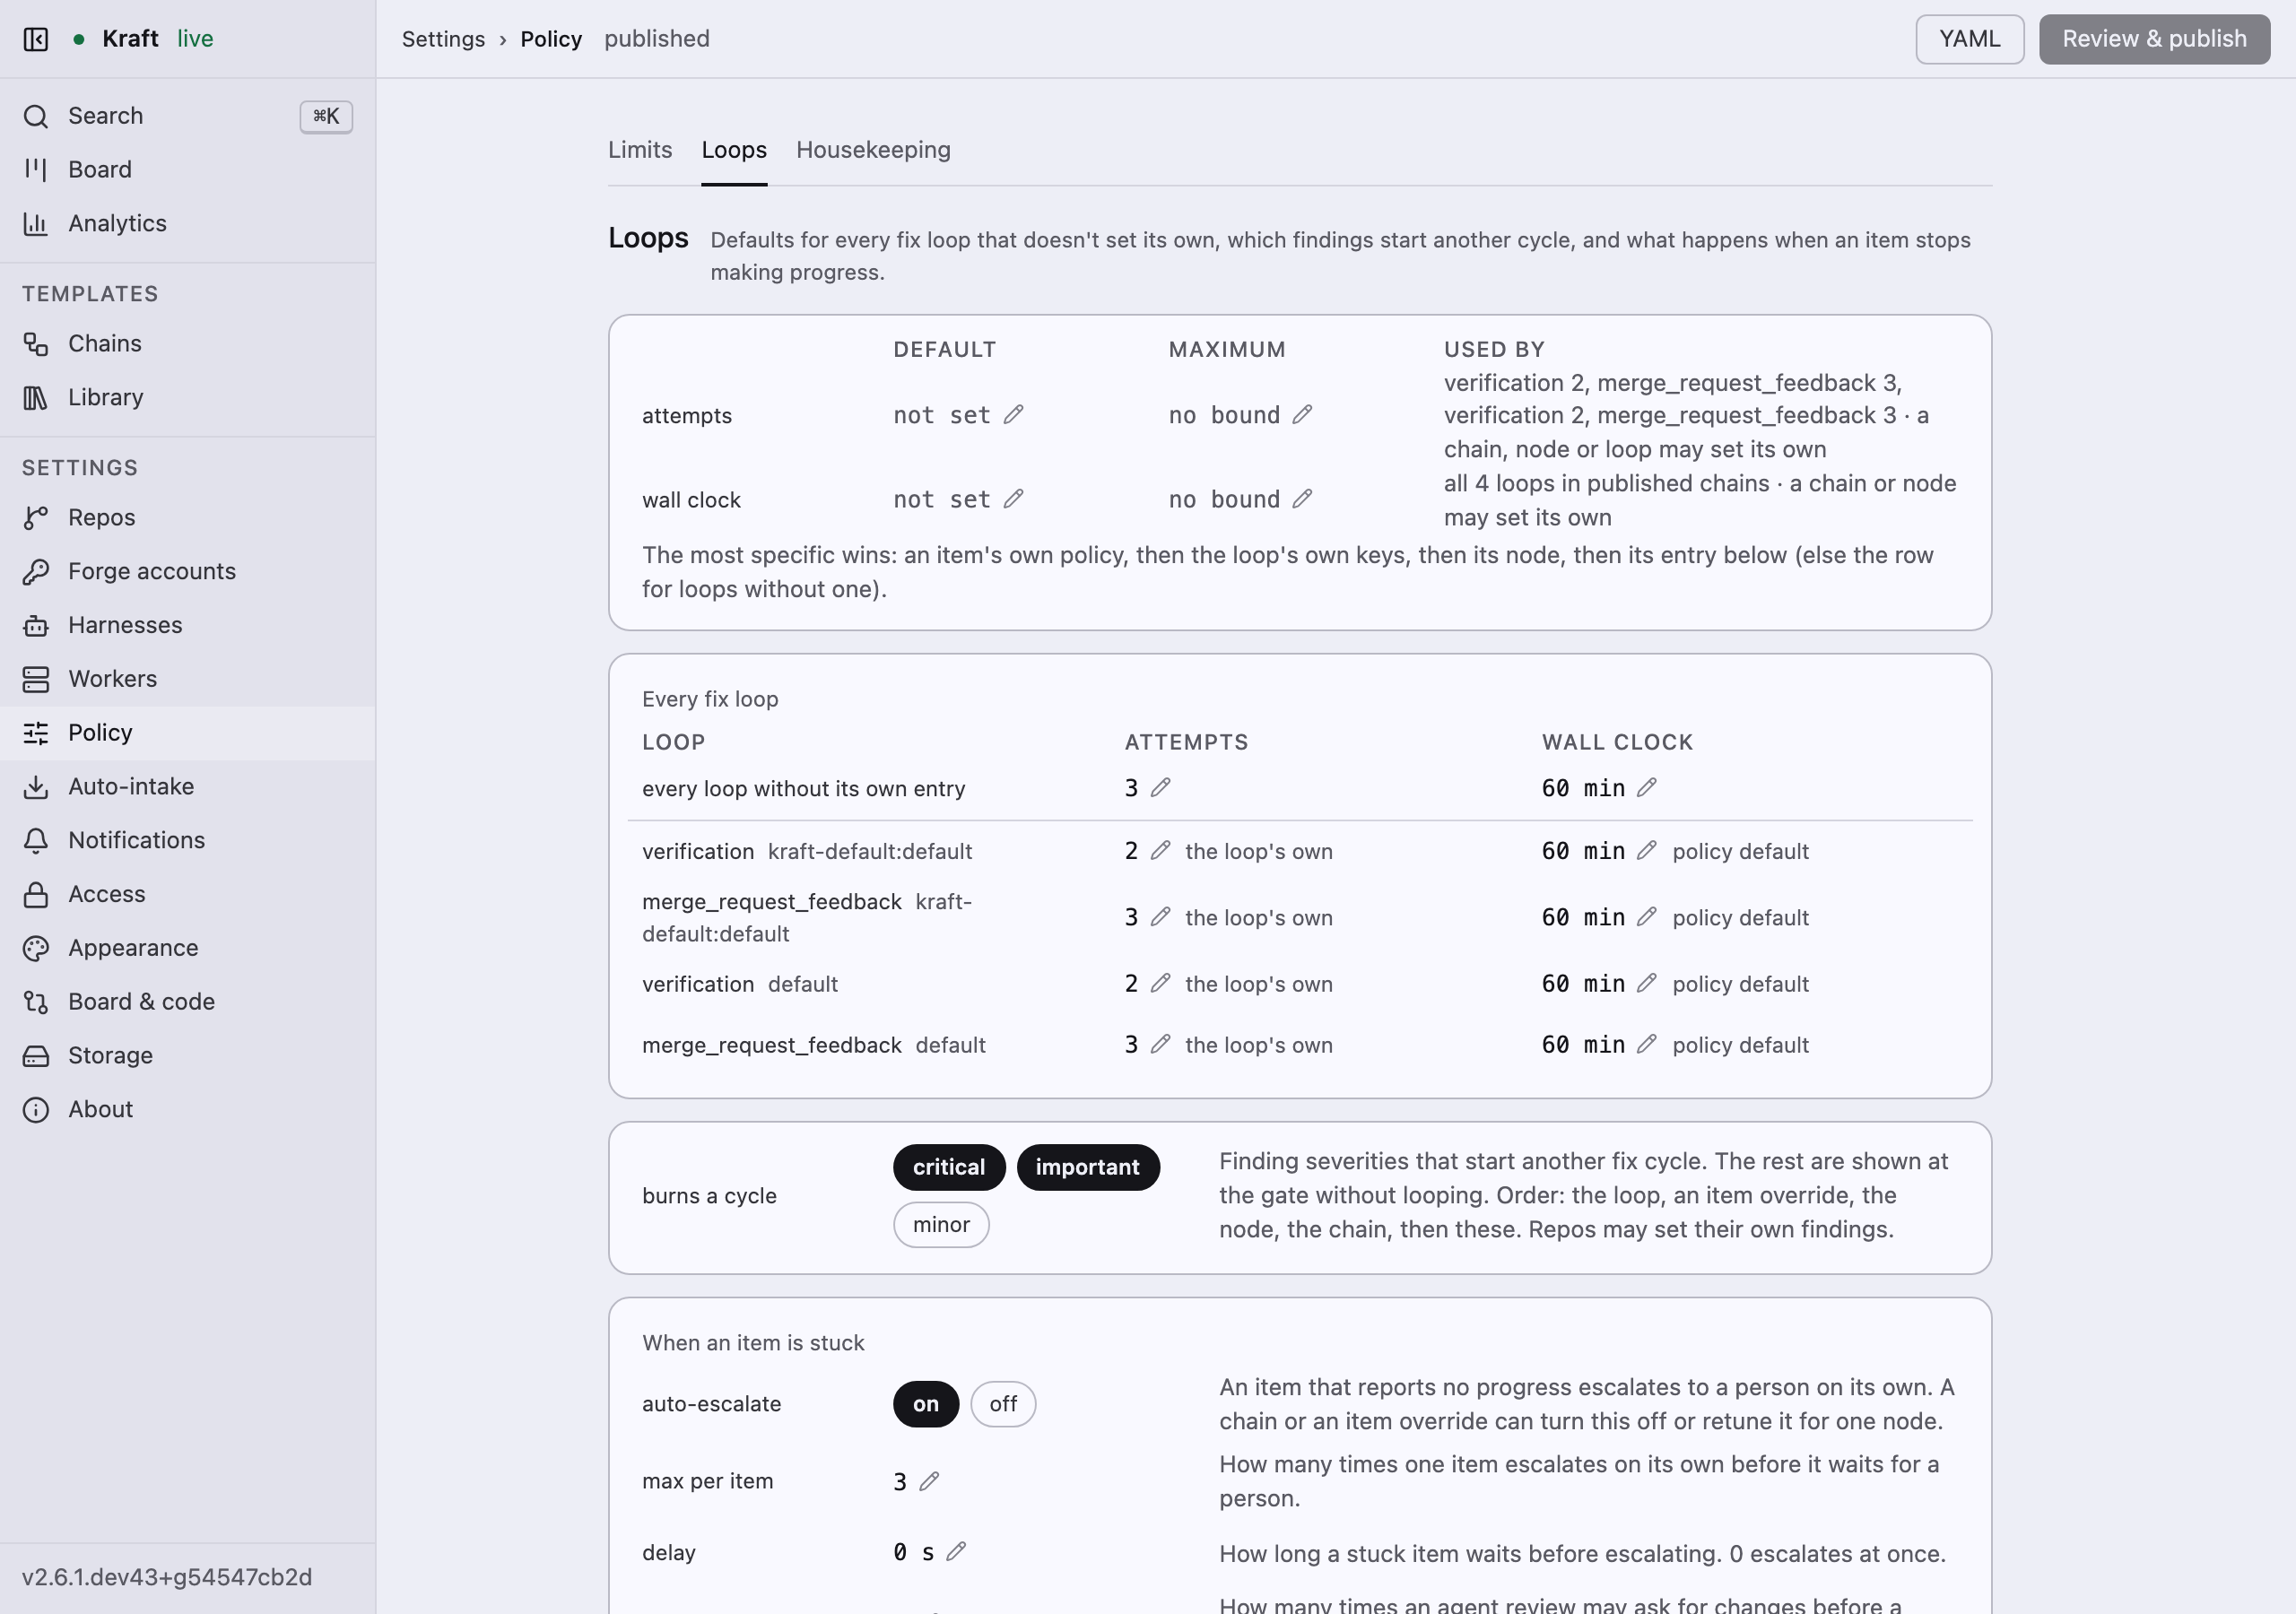 Kraft live
Settings › Policy published
YAML
Review & publish
Search
⌘K
Board
Analytics
TEMPLATES
Chains
Library
SETTINGS
Repos
Forge accounts
Harnesses
Workers
Policy
Auto-intake
Notifications
Access
Appearance
Board & code
Storage
About
v2.6.1.dev43+g54547cb2d
Limits Loops Housekeeping
Loops
Defaults for every fix loop that doesn't set its own, which findings start another cycle, and what happens when an item stops
making progress.
DEFAULT MAXIMUM USED BY
attempts not set no bound
verification 2, merge_request_feedback 3,
verification 2, merge_request_feedback 3 · a
chain, node or loop may set its own
wall clock not set no bound
all 4 loops in published chains · a chain or node
may set its own
The most specific wins: an item's own policy, then the loop's own keys, then its node, then its entry below (else the row
for loops without one).
Every fix loop
LOOP ATTEMPTS WALL CLOCK
every loop without its own entry 3 60 min
verification kraft-default:default 2 the loop's own 60 min policy default
merge_request_feedback kraft-
default:default
3 the loop's own 60 min policy default
verification default 2 the loop's own 60 min policy default
merge_request_feedback default 3 the loop's own 60 min policy default
burns a cycle
critical important
minor
Finding severities that start another fix cycle. The rest are shown at
the gate without looping. Order: the loop, an item override, the
node, the chain, then these. Repos may set their own findings.
When an item is stuck
auto-escalate on off
An item that reports no progress escalates to a person on its own. A
chain or an item override can turn this off or retune it for one node.
max per item 3
How many times one item escalates on its own before it waits for a
person.
delay 0 s
How long a stuck item waits before escalating. 0 escalates at once.
How many times an agent review may ask for changes before a